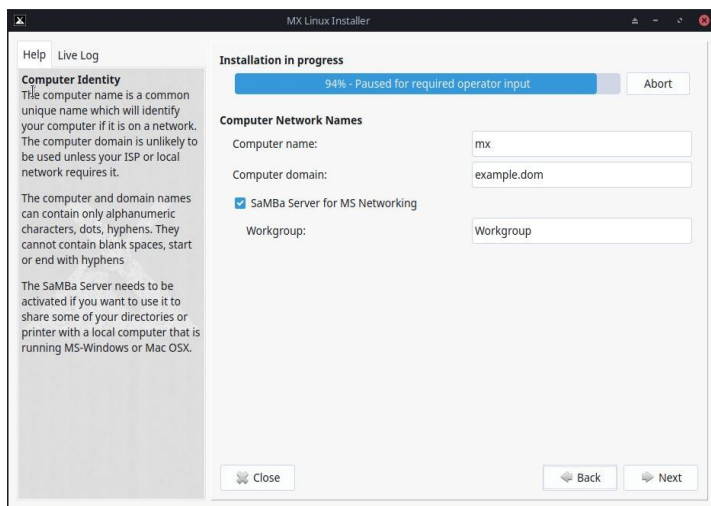 MX Linux Installer
Help
Live Log
Computer Identity
The computer name is a common
unique name which will identify
your computer if it is on a network.
The computer domain is unlikely to
be used unless your ISP or local
network requires it.
The computer and domain names
can contain only alphanumeric
characters, dots, hyphens. They
cannot contain blank spaces, start
or end with hyphens
The SaMBa Server needs to be
activated if you want to use it to
share some of your directories or
printer with a local computer that is
running MS-Windows or Mac OSX.
Installation in progress
94% - Paused for required operator input
Abort
Computer Network Names
Computer name:
mx
Computer domain:
example.dom
SaMBa Server for MS Networking
Workgroup:
Workgroup
Close
Back
Next